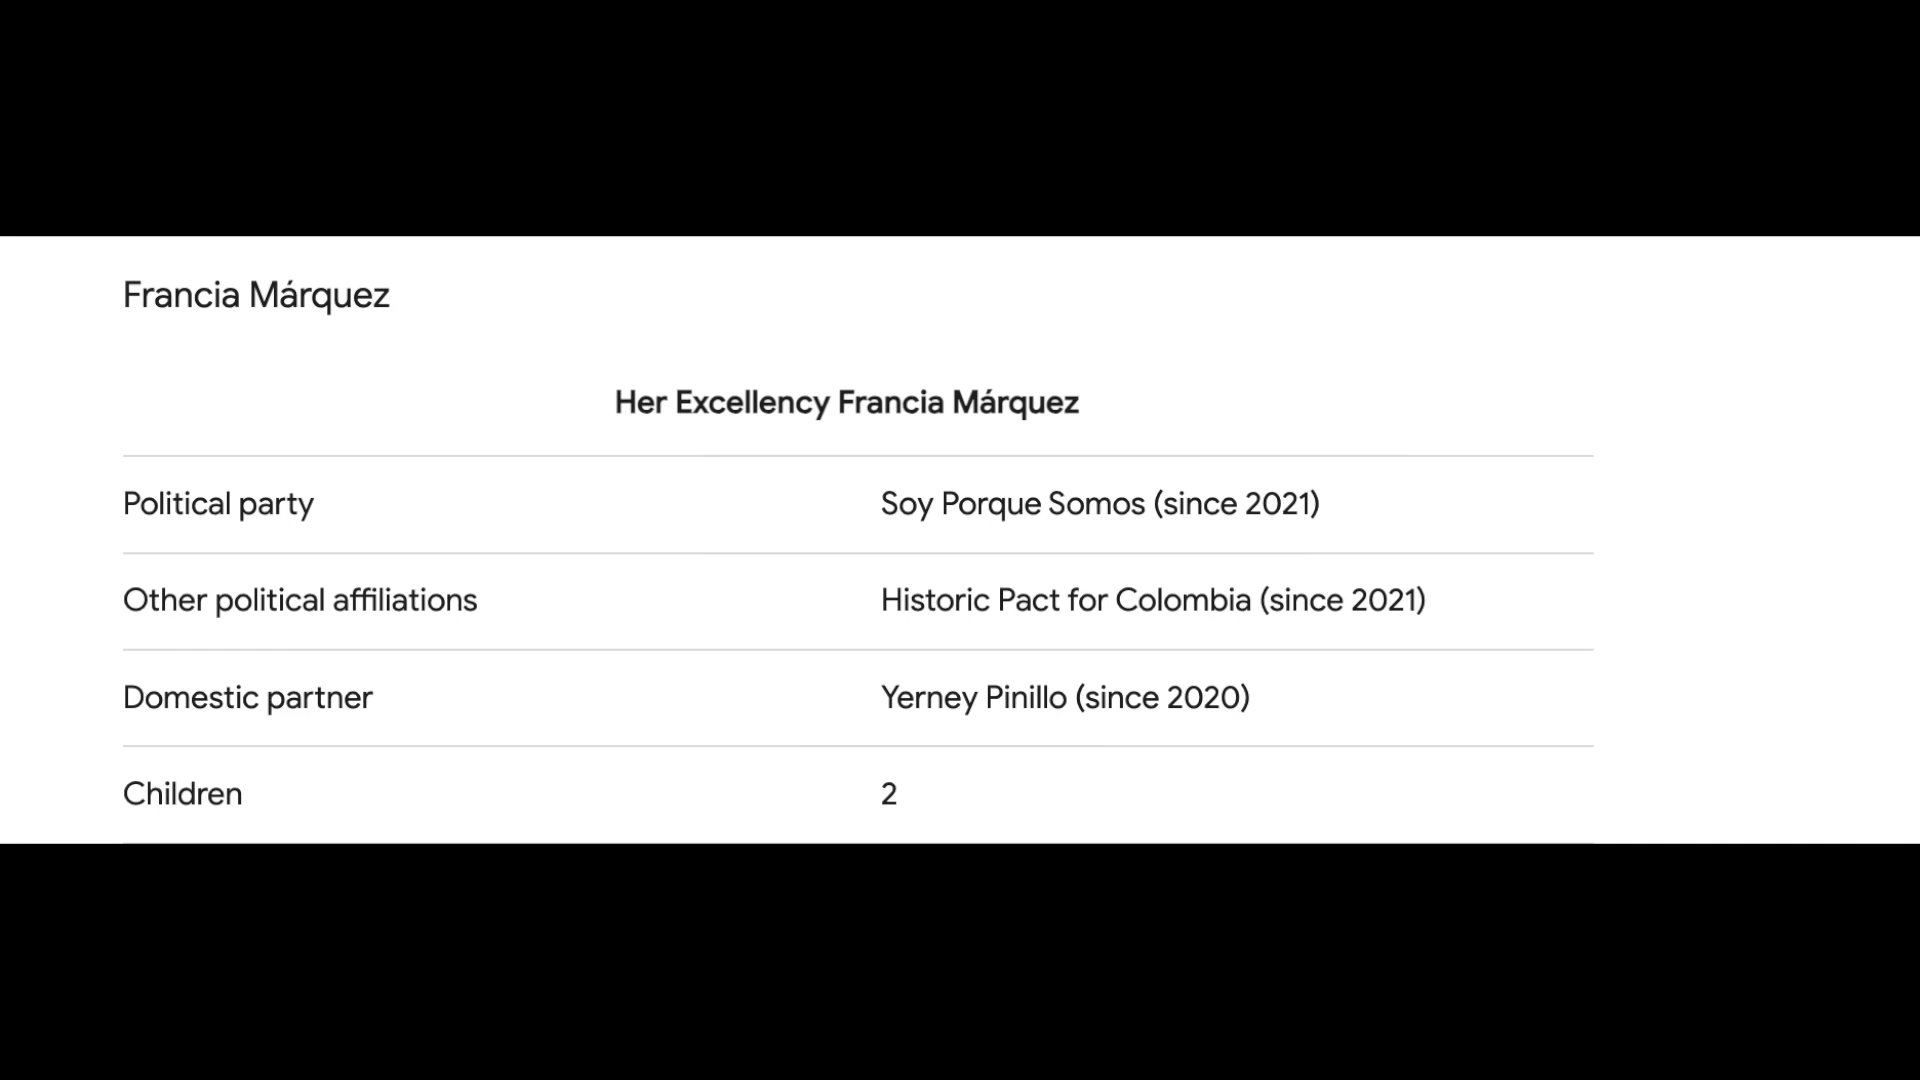 Francia Márquez
Her Excellency Francia Márquez
Political party Soy Porque Somos (since 2021)
Other political affiliations Historic Pact for Colombia (since 2021)
Domestic partner Yerney Pinillo (since 2020)
Children 2